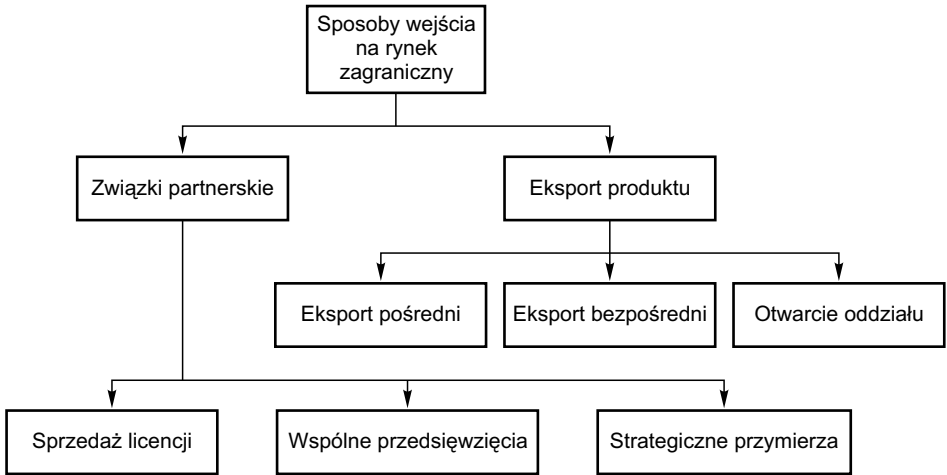 Sposoby wejścia
na rynek
zagraniczny
Związki partnerskie
Eksport produktu
Eksport pośredni
Eksport bezpośredni
Otwarcie oddziału
Sprzedaż licencji
Wspólne przedsięwzięcia
Strategiczne przymierza